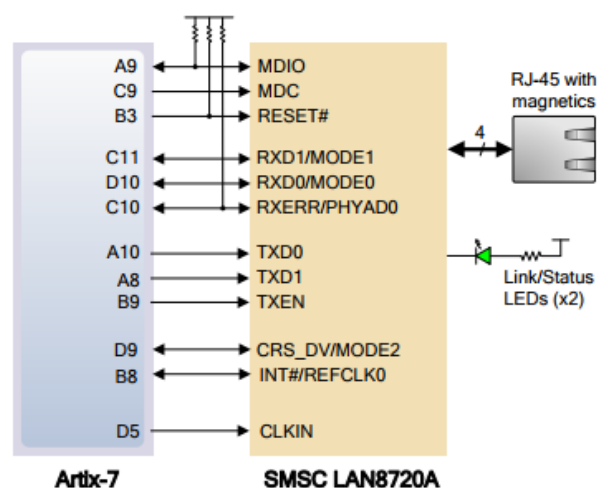 A9 MDIO
C9 MDC
B3 RESET#
C11 RXD1/MODE1
D10 RXD0/MODE0
C10 RXERR/PHYAD0
A10 TXD0
A8 TXD1
B9 TXEN
D9 CRS_DV/MODE2
B8 INT#/REFCLK0
D5 CLKIN
RJ-45 with
magnetics
4
Link/Status
LEDs (x2)
Artix-7
SMSC LAN8720A